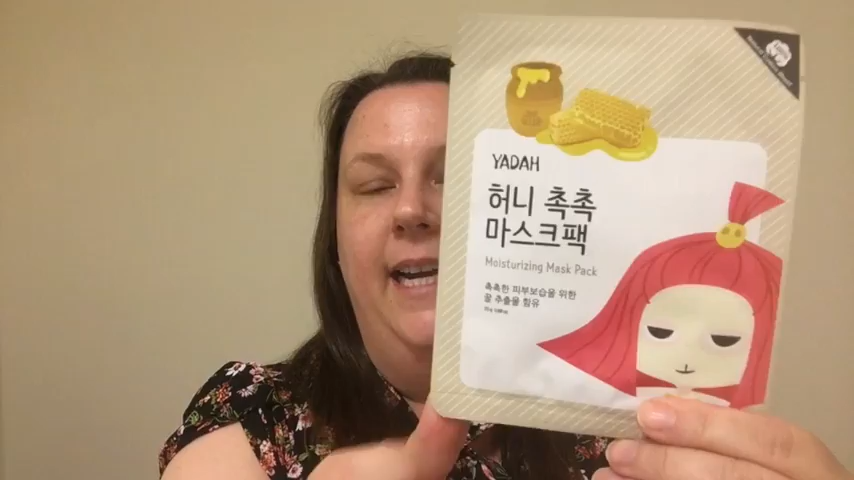 YADAH
허니 촉촉
마스크팩
Moisturizing Mask Pack
촉촉한 피부보습을 위한
꿀 추출물 함유